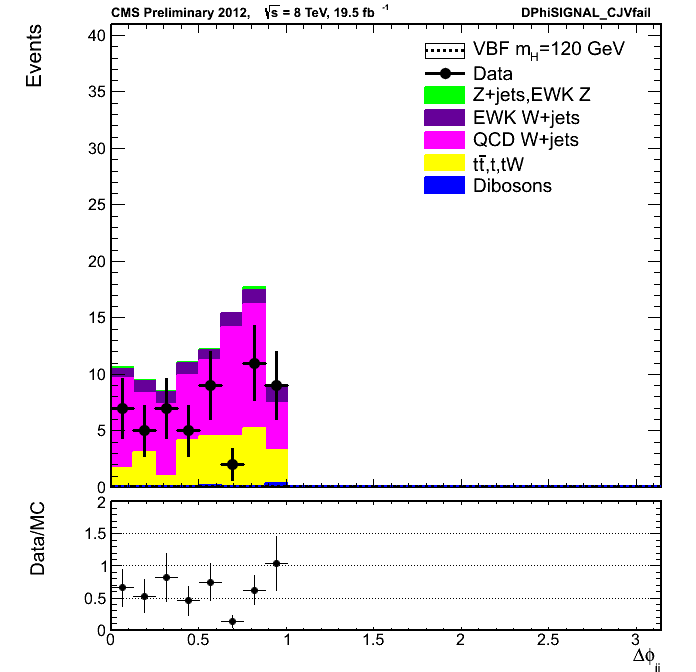 CMS Preliminary 2012, √s = 8 TeV, 19.5 fb⁻¹ DPhiSIGNAL_CJVfail
Events
40
35
30
25
20
15
10
5
0
VBF mH=120 GeV
Data
Z+jets,EWK Z
EWK W+jets
QCD W+jets
tt̅,t,tW
Dibosons
Data/MC
2
1.5
1
0.5
0
0 0.5 1 1.5 2 2.5 3
Δϕjj